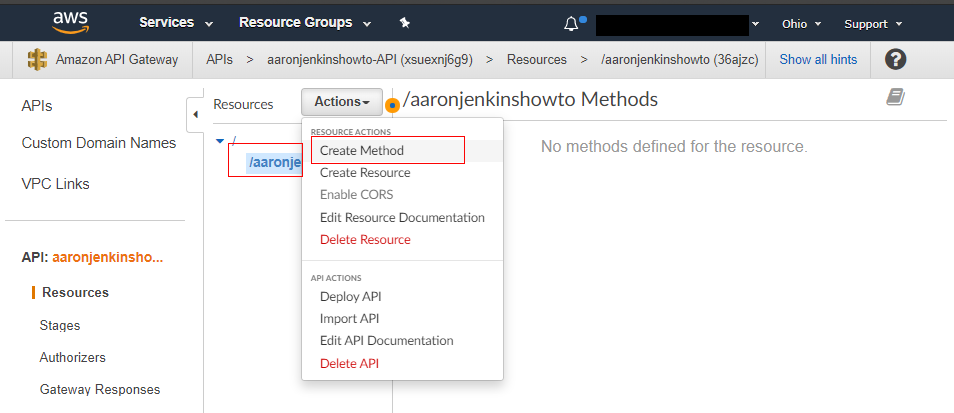 aws Services Resource Groups Ohio Support
Amazon API Gateway APIs > aaronjenkinshowto-API (xsuexnj6g9) > Resources > /aaronjenkinshowto (36ajzc) Show all hints ?
APIs
Custom Domain Names
VPC Links
API: aaronjenkinsho...
Resources
Stages
Authorizers
Gateway Responses
Resources Actions
/
/aaronje
RESOURCE ACTIONS
Create Method
Create Resource
Enable CORS
Edit Resource Documentation
Delete Resource
API ACTIONS
Deploy API
Import API
Edit API Documentation
Delete API
/aaronjenkinshowto Methods
No methods defined for the resource.